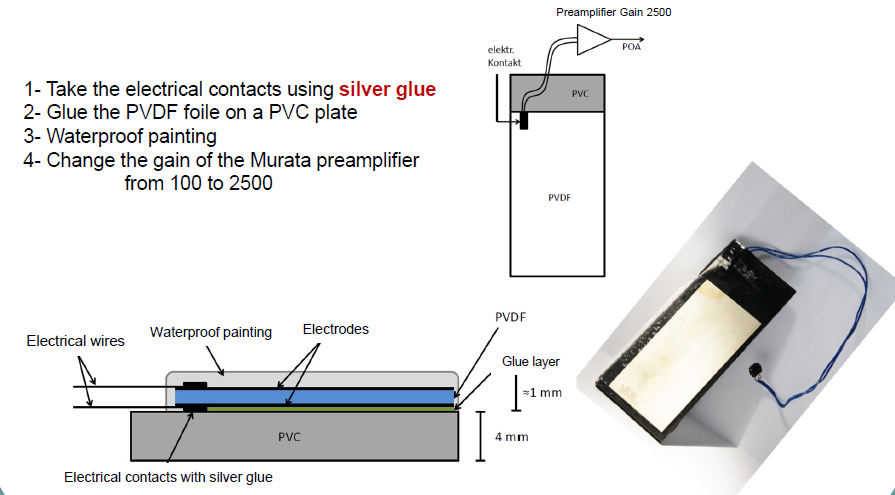 Preamplifier Gain 2500
POA
elektr.
Kontakt
PVC
PVDF
1- Take the electrical contacts using silver glue
2- Glue the PVDF foile on a PVC plate
3- Waterproof painting
4- Change the gain of the Murata preamplifier
from 100 to 2500
Electrical wires
Waterproof painting
Electrodes
PVDF
Glue layer
≈1 mm
4 mm
PVC
Electrical contacts with silver glue